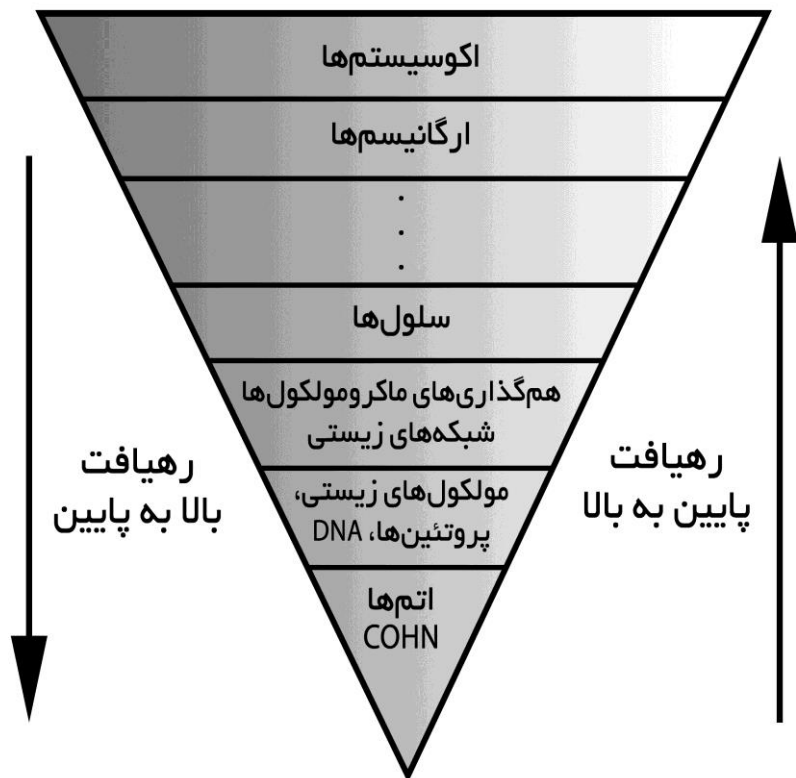 اکوسیستم‌ها
ارگانیسم‌ها
.
.
.
سلول‌ها
هم‌گذاری‌های ماکرومولکول‌ها
شبکه‌های زیستی
مولکول‌های زیستی،
پروتئین‌ها، DNA
اتم‌ها
COHN
رهیافت
پایین به بالا
رهیافت
بالا به پایین